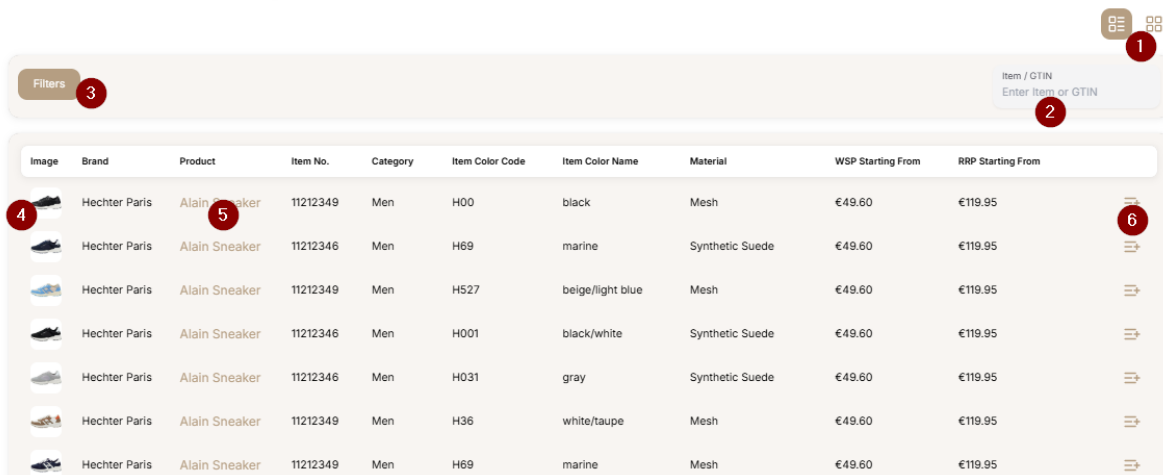 1
Filters
3
Item / GTIN
Enter Item or GTIN
2
Image Brand Product Item No. Category Item Color Code Item Color Name Material WSP Starting From RRP Starting From
4 Hechter Paris Alain Sneaker 5 11212349 Men H00 black Mesh €49.60 €119.95 6
Hechter Paris Alain Sneaker 11212346 Men H69 marine Synthetic Suede €49.60 €119.95
Hechter Paris Alain Sneaker 11212349 Men H527 beige/light blue Mesh €49.60 €119.95
Hechter Paris Alain Sneaker 11212346 Men H001 black/white Synthetic Suede €49.60 €119.95
Hechter Paris Alain Sneaker 11212346 Men H031 gray Synthetic Suede €49.60 €119.95
Hechter Paris Alain Sneaker 11212349 Men H36 white/taupe Mesh €49.60 €119.95
Hechter Paris Alain Sneaker 11212349 Men H69 marine Mesh €49.60 €119.95